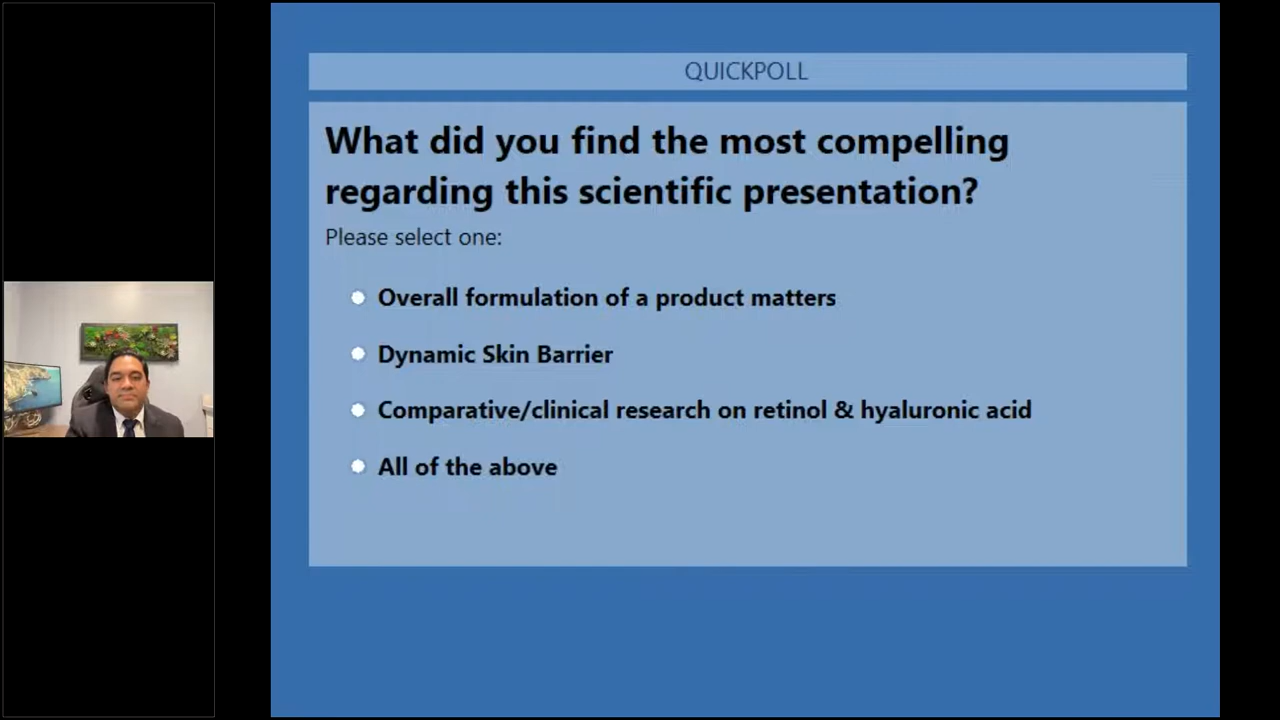 QUICKPOLL
What did you find the most compelling
regarding this scientific presentation?
Please select one:
Overall formulation of a product matters
Dynamic Skin Barrier
Comparative/clinical research on retinol & hyaluronic acid
All of the above